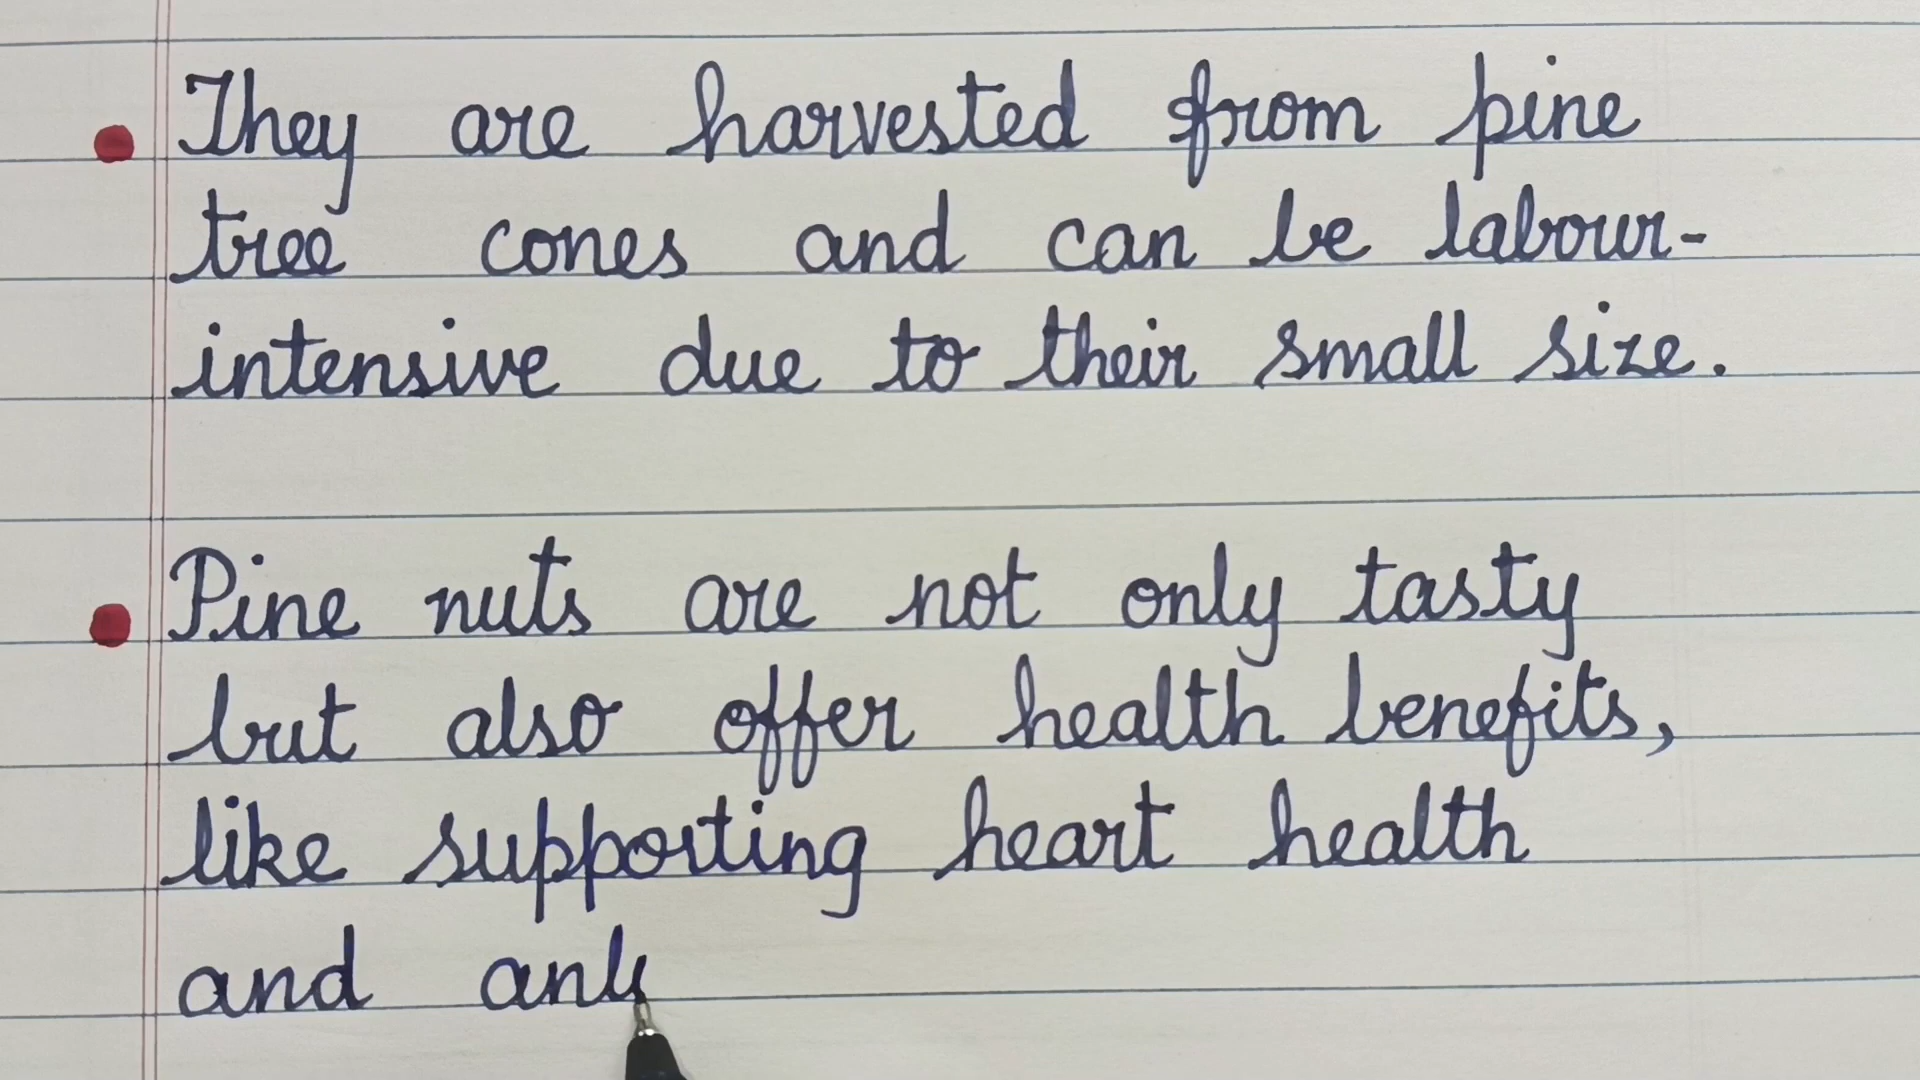 They are harvested from pine
tree cones and can be labour-
intensive due to their small size.
Pine nuts are not only tasty
but also offer health benefits,
like supporting heart health
and